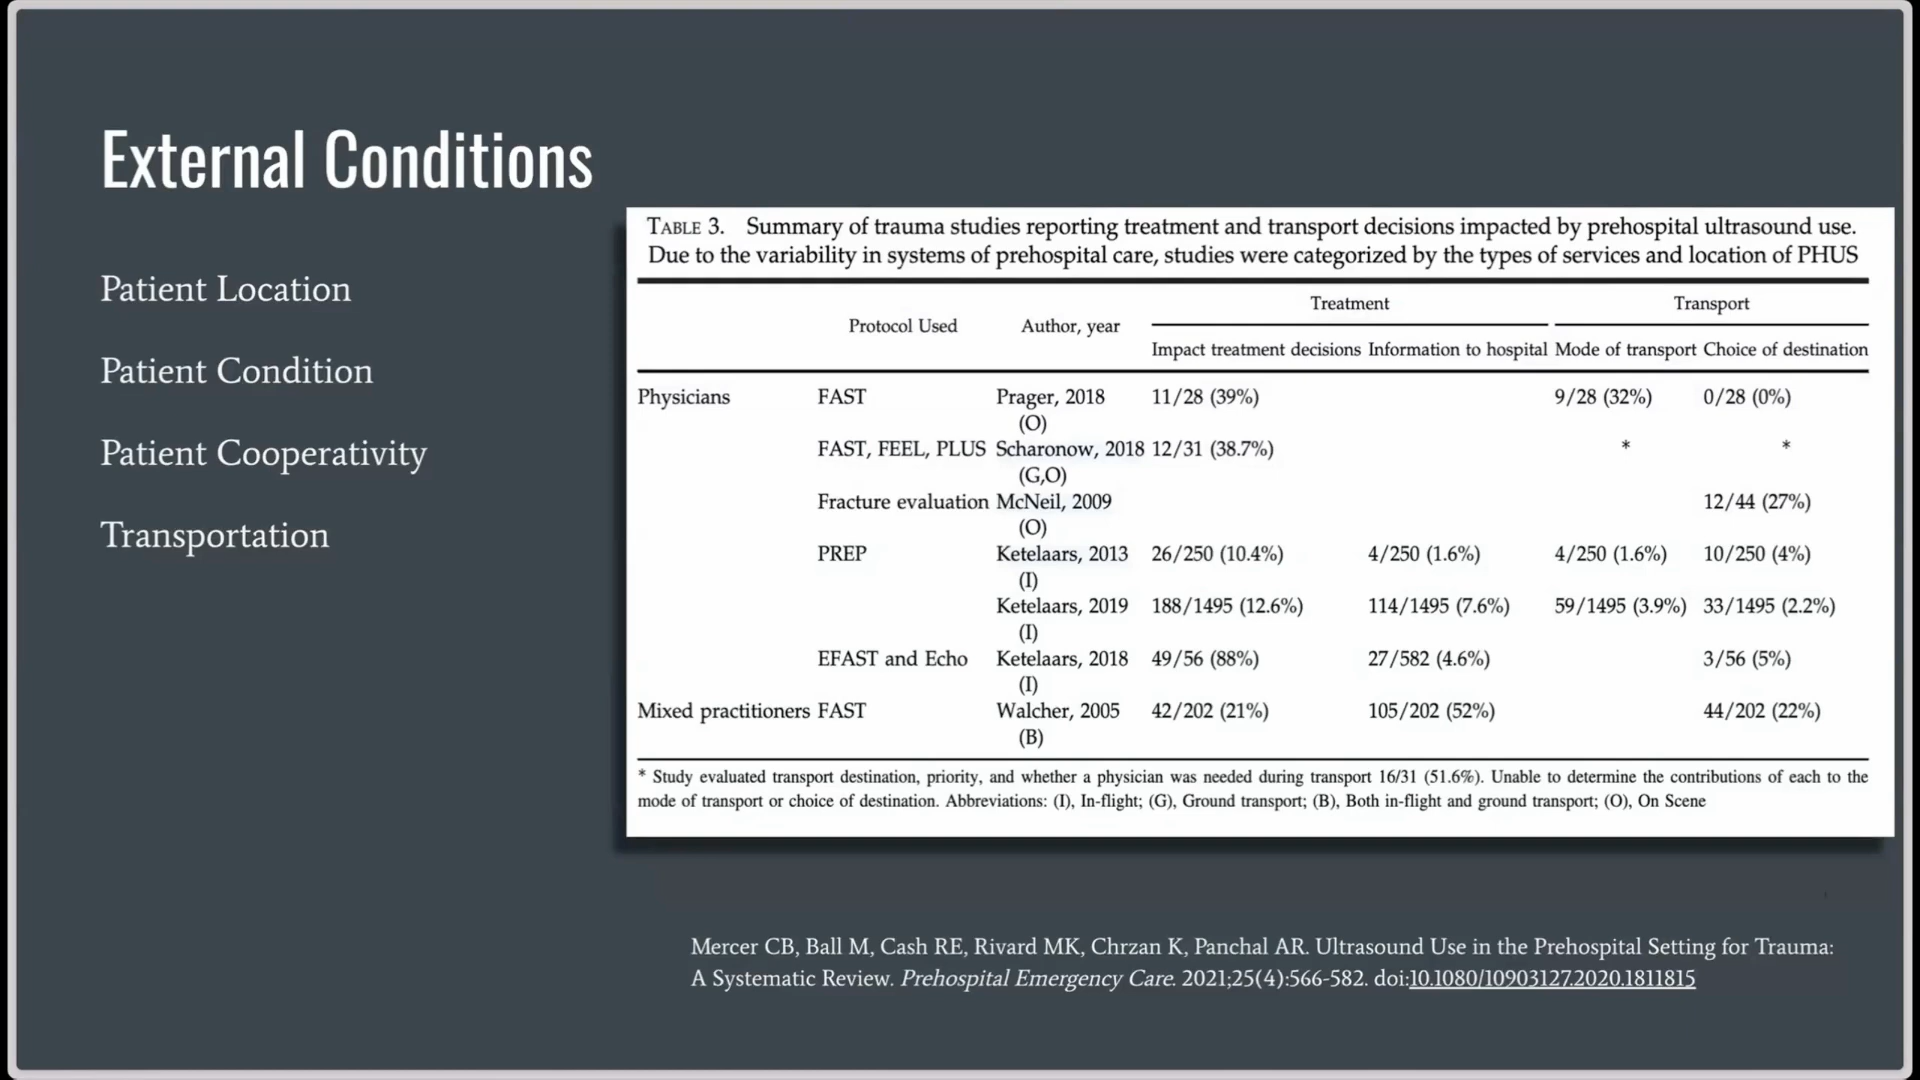 External Conditions
Patient Location
Patient Condition
Patient Cooperativity
Transportation
TABLE 3. Summary of trauma studies reporting treatment and transport decisions impacted by prehospital ultrasound use.
Due to the variability in systems of prehospital care, studies were categorized by the types of services and location of PHUS
Treatment Transport
Protocol Used Author, year
Impact treatment decisions Information to hospital Mode of transport Choice of destination
Physicians FAST Prager, 2018 11/28 (39%) 9/28 (32%) 0/28 (0%)
(O)
FAST, FEEL, PLUS Scharonow, 2018 12/31 (38.7%) * *
(G,O)
Fracture evaluation McNeil, 2009 12/44 (27%)
(O)
PREP Ketelaars, 2013 26/250 (10.4%) 4/250 (1.6%) 4/250 (1.6%) 10/250 (4%)
(I)
Ketelaars, 2019 188/1495 (12.6%) 114/1495 (7.6%) 59/1495 (3.9%) 33/1495 (2.2%)
(I)
EFAST and Echo Ketelaars, 2018 49/56 (88%) 27/582 (4.6%) 3/56 (5%)
(I)
Mixed practitioners FAST Walcher, 2005 42/202 (21%) 105/202 (52%) 44/202 (22%)
(B)
* Study evaluated transport destination, priority, and whether a physician was needed during transport 16/31 (51.6%). Unable to determine the contributions of each to the
mode of transport or choice of destination. Abbreviations: (I), In-flight; (G), Ground transport; (B), Both in-flight and ground transport; (O), On Scene
Mercer CB, Ball M, Cash RE, Rivard MK, Chrzan K, Panchal AR. Ultrasound Use in the Prehospital Setting for Trauma:
A Systematic Review. Prehospital Emergency Care. 2021;25(4):566-582. doi:10.1080/10903127.2020.1811815